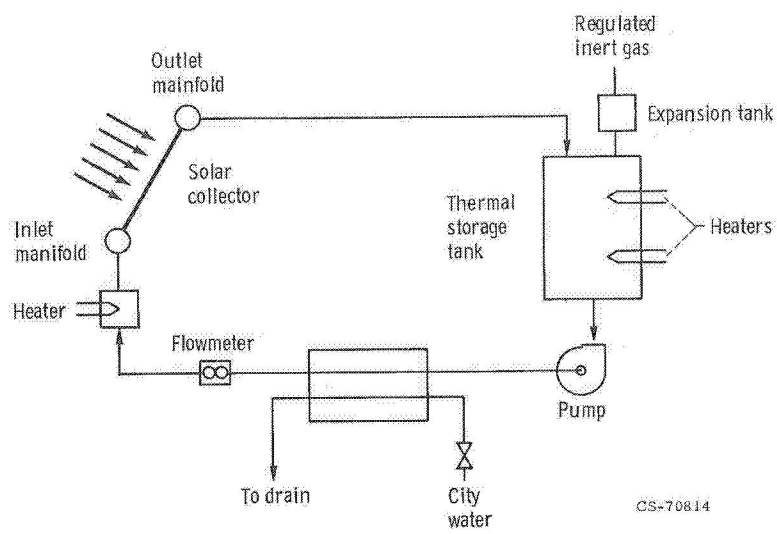 Regulated
inert gas
Outlet
mainfold
Expansion tank
Solar
collector
Thermal
storage
tank
Heaters
Inlet
manifold
Heater
Flowmeter
Pump
To drain
City
water
CS-70814